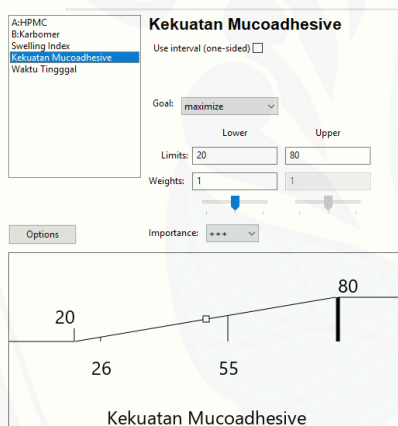 A:HPMC
B:Karbomer
Swelling Index
Kekuatan Mucoadhesive
Waktu Tingggal
Kekuatan Mucoadhesive
Use interval (one-sided)
Goal: maximize
Lower Upper
Limits: 20 80
Weights: 1 1
Options
Importance: +++
80
20
26 55
Kekuatan Mucoadhesive